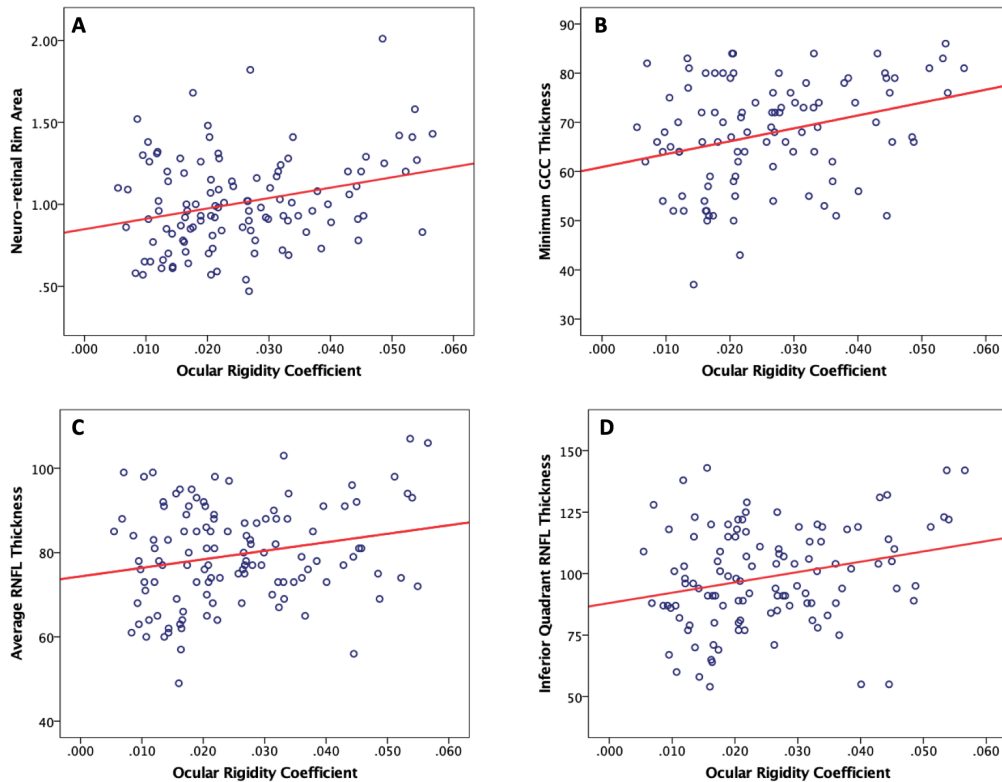 A
Neuro-retinal Rim Area
2.00
1.50
1.00
.50
.000 .010 .020 .030 .040 .050 .060
Ocular Rigidity Coefficient
B
Minimum GCC Thickness
90
80
70
60
50
40
30
.000 .010 .020 .030 .040 .050 .060
Ocular Rigidity Coefficient
C
Average RNFL Thickness
100
80
60
40
.000 .010 .020 .030 .040 .050 .060
Ocular Rigidity Coefficient
D
Inferior Quadrant RNFL Thickness
150
125
100
75
50
.000 .010 .020 .030 .040 .050 .060
Ocular Rigidity Coefficient